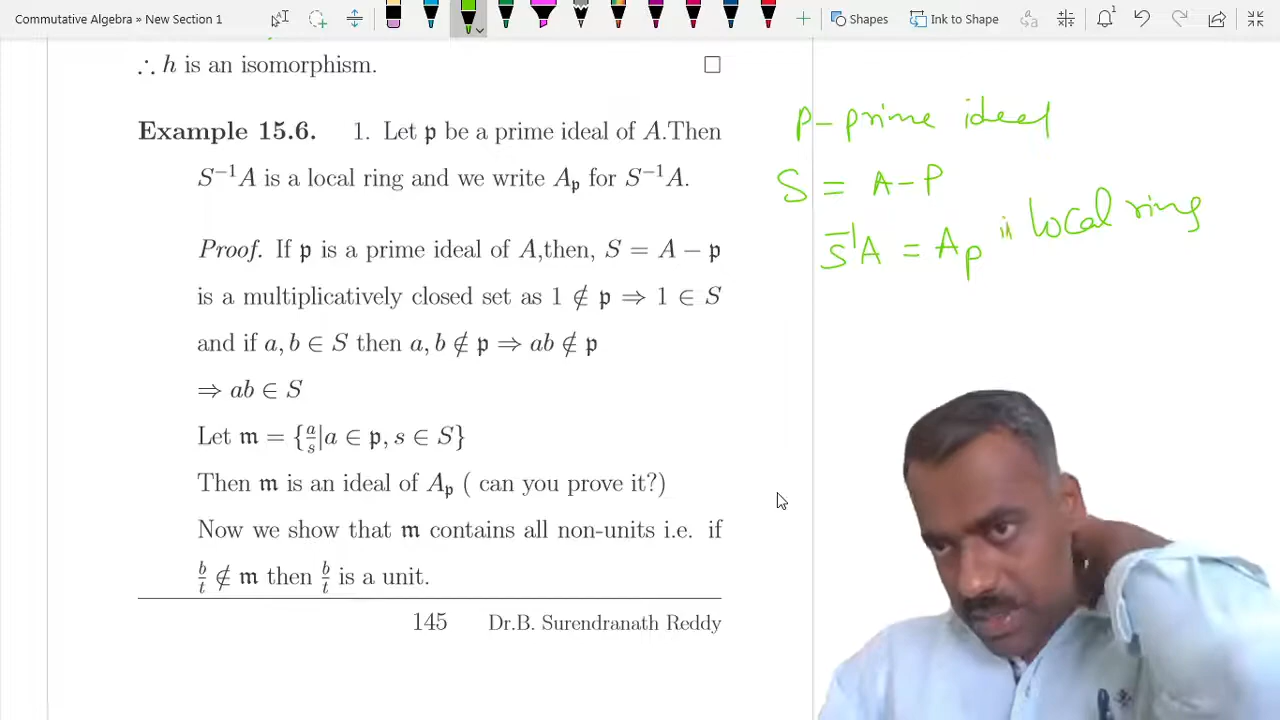 Commutative Algebra » New Section 1
Shapes
Ink to Shape
∴ h is an isomorphism. □
Example 15.6. 1. Let 𝔭 be a prime ideal of A.Then
S⁻¹A is a local ring and we write A_𝔭 for S⁻¹A.
Proof. If 𝔭 is a prime ideal of A,then, S = A − 𝔭
is a multiplicatively closed set as 1 ∉ 𝔭 ⇒ 1 ∈ S
and if a, b ∈ S then a, b ∉ 𝔭 ⇒ ab ∉ 𝔭
⇒ ab ∈ S
Let 𝔪 = {a/s|a ∈ 𝔭, s ∈ S}
Then 𝔪 is an ideal of A_𝔭 ( can you prove it?)
Now we show that 𝔪 contains all non-units i.e. if
b/t ∉ 𝔪 then b/t is a unit.
145 Dr.B. Surendranath Reddy
P – prime ideal
S = A – P
S⁻¹A = A_P is local ring